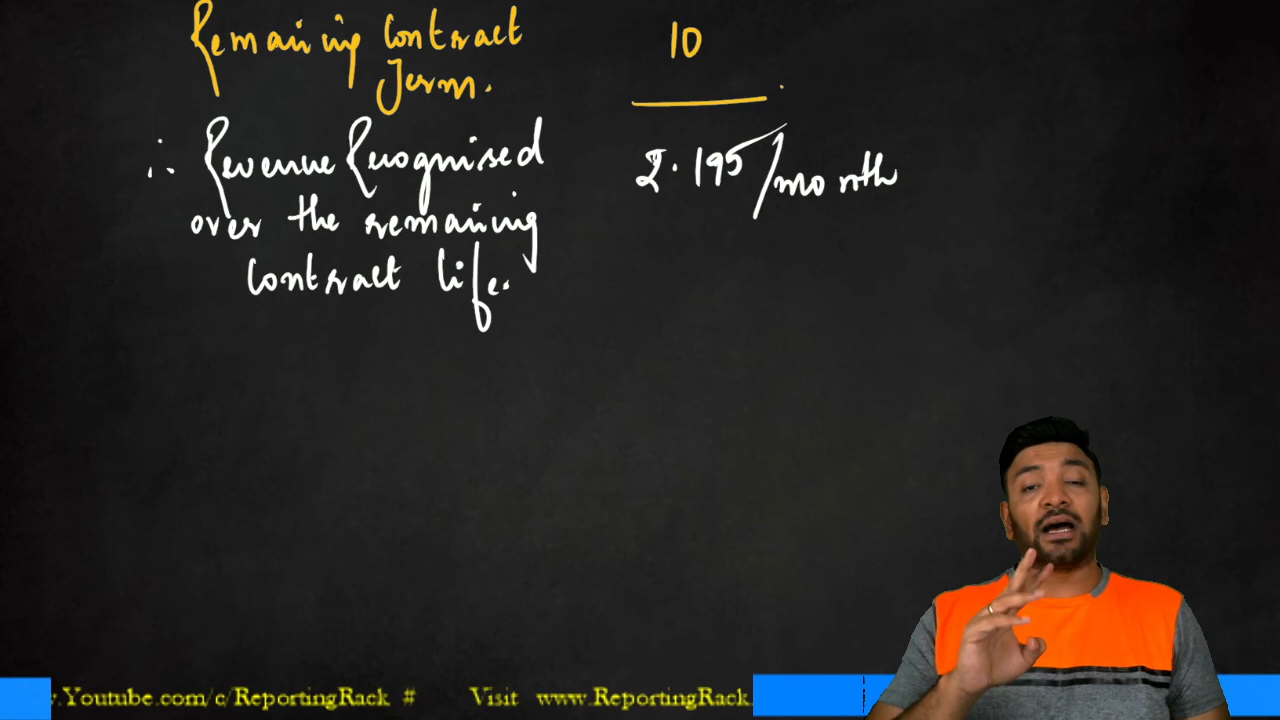 Remaining Contract 10
Term.
∴ Revenue Recognised 2.195/month
over the remaining
contract life.
.Youtube.com/c/ReportingRack # Visit www.ReportingRack.